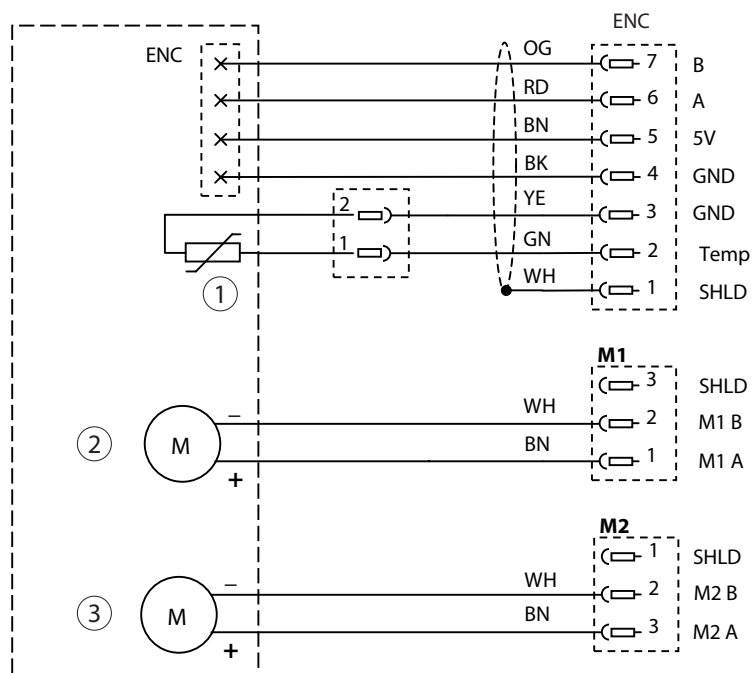 ENC
ENC
OG 7 B
RD 6 A
BN 5 5V
BK 4 GND
2 YE 3 GND
1 GN 2 Temp
1 WH 1 SHLD
M1
3 SHLD
– WH 2 M1 B
2 M
BN 1 M1 A
+
M2
1 SHLD
– WH 2 M2 B
3 M
BN 3 M2 A
+